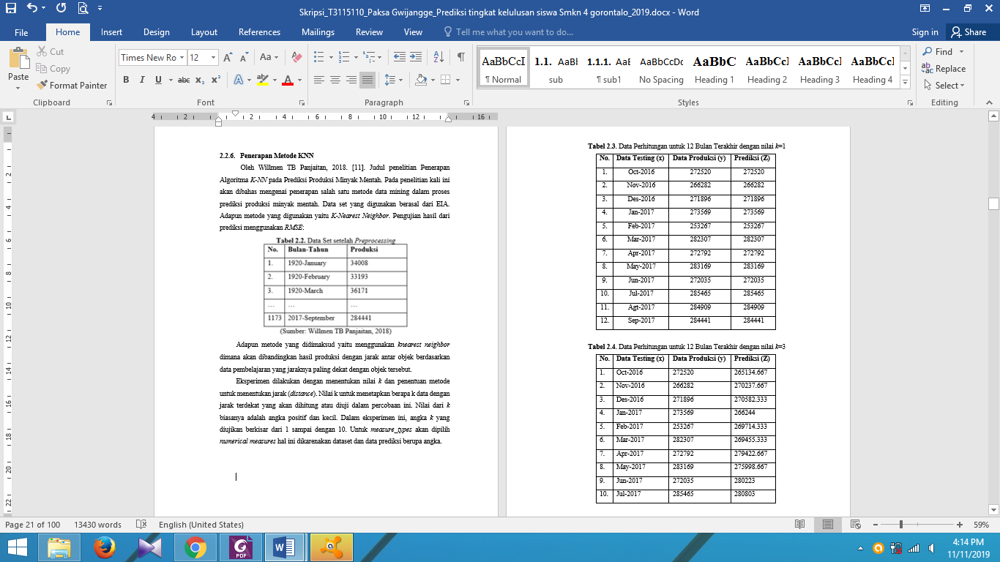 Skripsi_T3115110_Paksa Gwijangge_Prediksi tingkat kelulusan siswa Smkn 4 gorontalo_2019.docx - Word
File Home Insert Design Layout References Mailings Review View Tell me what you want to do... Sign in Share
Paste
Cut
Copy
Format Painter
Clipboard
Times New Ro 12
Font
Paragraph
AaBbCcI 1.1. AaBb 1.1.1. AaE AaBbCcDc AaBbC AaBbCcI AaBbCcI AaBbCcI
¶ Normal sub ¶ sub1 No Spacing Heading 1 Heading 2 Heading 3 Heading 4
Styles
Find
Replace
Select
Editing
4 2 2 4 6 8 10 12 16
2.2.6. Penerapan Metode KNN
Oleh Willmen TB Panjaitan, 2018. [11]. Judul penelitian Penerapan
Algoritma K-NN pada Prediksi Produksi Minyak Mentah. Pada penelitian kali ini
akan dibahas mengenai penerapan salah satu metode data mining dalam proses
prediksi produksi minyak mentah. Data set yang digunakan berasal dari EIA.
Adapun metode yang digunakan yaitu K-Nearest Neighbor. Pengujian hasil dari
prediksi menggunakan RMSE:
Tabel 2.2. Data Set setelah Preprocessing
No. Bulan-Tahun Produksi
1. 1920-January 34008
2. 1920-February 33193
3. 1920-March 36171
... ... ...
1173 2017-September 284441
(Sumber: Willmen TB Panjaitan, 2018)
Adapun metode yang didimaksud yaitu menggunakan knearest neighbor
dimana akan dibandingkan hasil produksi dengan jarak antar objek berdasarkan
data pembelajaran yang jaraknya paling dekat dengan objek tersebut.
Eksperimen dilakukan dengan menentukan nilai k dan penentuan metode
untuk menentukan jarak (distance). Nilai k untuk menetapkan berapa k data dengan
jarak terdekat yang akan dihitung atau diuji dalam percobaan ini. Nilai dari k
biasanya adalah angka positif dan kecil. Dalam eksperimen ini, angka k yang
diujikan berkisar dari 1 sampai dengan 10. Untuk measure_types akan dipilih
numerical measures hal ini dikarenakan dataset dan data prediksi berupa angka.
Tabel 2.3. Data Perhitungan untuk 12 Bulan Terakhir dengan nilai k=1
No. Data Testing (x) Data Produksi (y) Prediksi (Z)
1. Oct-2016 272520 272520
2. Nov-2016 266282 266282
3. Des-2016 271896 271896
4. Jan-2017 273569 273569
5. Feb-2017 253267 253267
6. Mar-2017 282307 282307
7. Apr-2017 272792 272792
8. May-2017 283169 283169
9. Jun-2017 272035 272035
10. Jul-2017 285465 285465
11. Agt-2017 284909 284909
12. Sep-2017 284441 284441
Tabel 2.4. Data Perhitungan untuk 12 Bulan Terakhir dengan nilai k=3
No. Data Testing (x) Data Produksi (y) Prediksi (Z)
1. Oct-2016 272520 265134.667
2. Nov-2016 266282 270237.667
3. Des-2016 271896 270582.333
4. Jan-2017 273569 266244
5. Feb-2017 253267 269714.333
6. Mar-2017 282307 269455.333
7. Apr-2017 272792 279422.667
8. May-2017 283169 275998.667
9. Jun-2017 272035 280223
10. Jul-2017 285465 280803
Page 21 of 100 13430 words English (United States) 59%
4:14 PM
11/11/2019